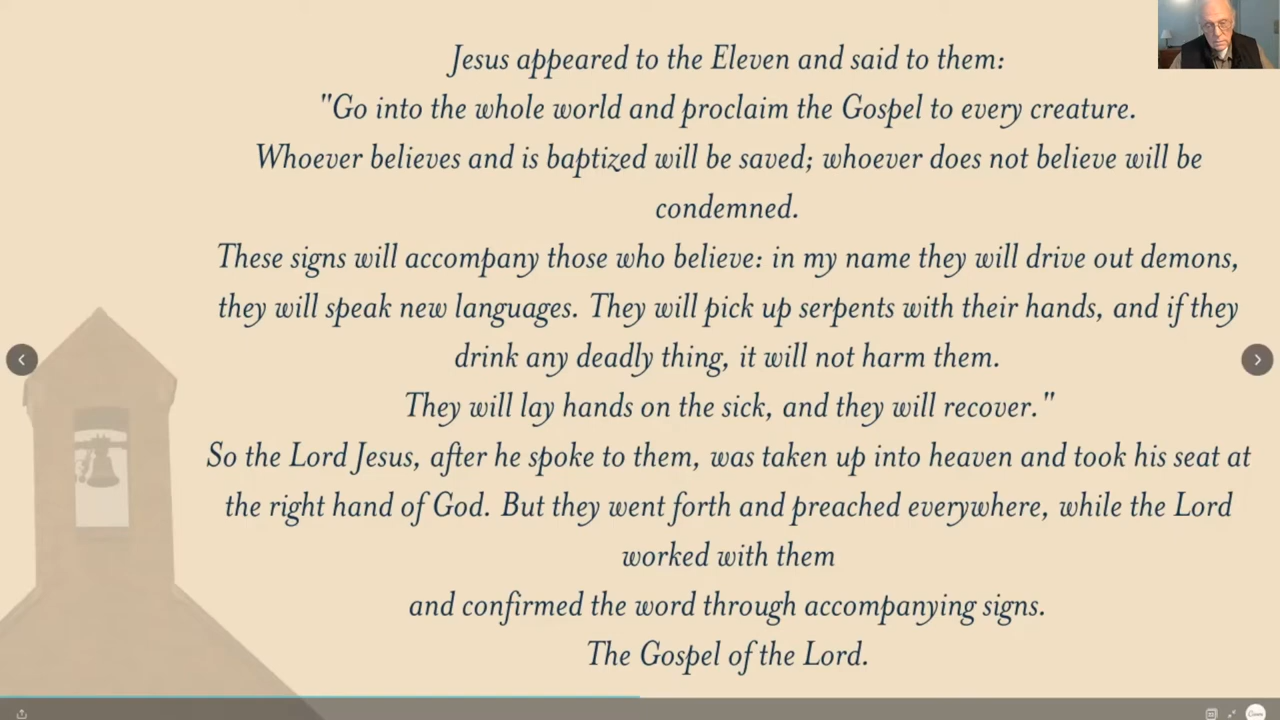 Jesus appeared to the Eleven and said to them:
"Go into the whole world and proclaim the Gospel to every creature.
Whoever believes and is baptized will be saved; whoever does not believe will be
condemned.
These signs will accompany those who believe: in my name they will drive out demons,
they will speak new languages. They will pick up serpents with their hands, and if they
drink any deadly thing, it will not harm them.
They will lay hands on the sick, and they will recover."
So the Lord Jesus, after he spoke to them, was taken up into heaven and took his seat at
the right hand of God. But they went forth and preached everywhere, while the Lord
worked with them
and confirmed the word through accompanying signs.
The Gospel of the Lord.
Canva